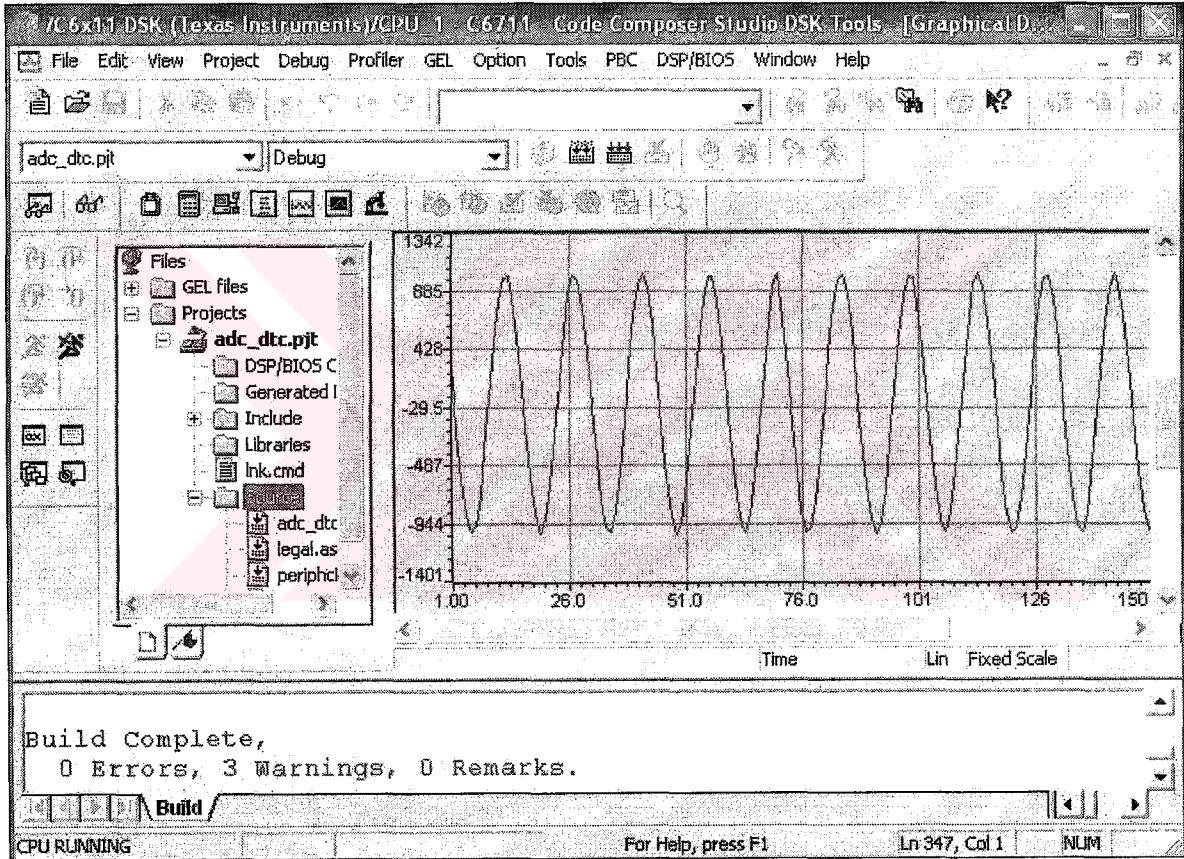 /C6x11 DSK (Texas Instruments)/CPU_1 - C6711 - Code Composer Studio DSK Tools - [Graphical D...
File Edit View Project Debug Profiler GEL Option Tools PBC DSP/BIOS Window Help
adc_dtc.pjt Debug
Files
GEL files
Projects
adc_dtc.pjt
DSP/BIOS C
Generated
Include
Libraries
lnk.cmd
adc_dtc
legal.as
periphcl
1342
885
428
-29.5
-487
-944
-1401
1.00 26.0 51.0 76.0 101 126 150
Time Lin Fixed Scale
Build Complete,
0 Errors, 3 Warnings, 0 Remarks.
Build
CPU RUNNING For Help, press F1 Ln 347, Col 1 NUM